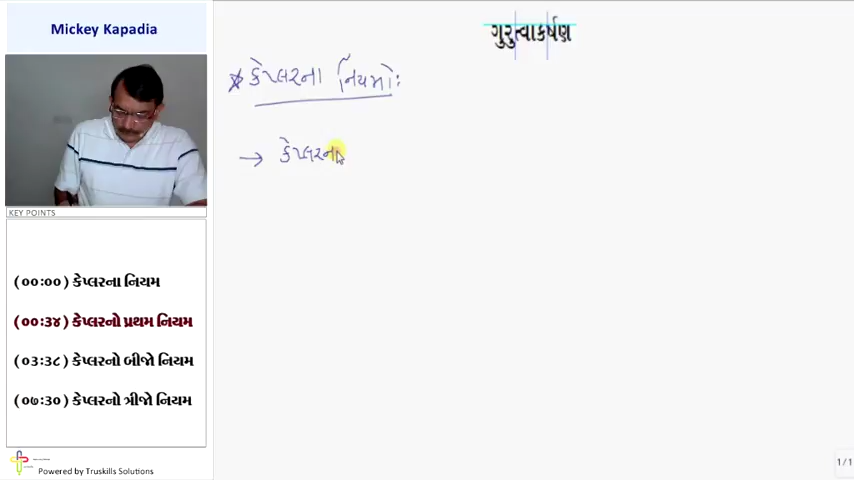 Mickey Kapadia
ગુરુત્વાકર્ષણ
* કેપ્લરના નિયમો:
→ કેપ્લરના
KEY POINTS
(૦૦:૦૦) કેપ્લરના નિયમ
(૦૦:૩૪) કેપ્લરનો પ્રથમ નિયમ
(૦૩:૩૮) કેપ્લરનો બીજો નિયમ
(૦૭:૩૦) કેપ્લરનો ત્રીજો નિયમ
Powered by Truskills Solutions
1/1